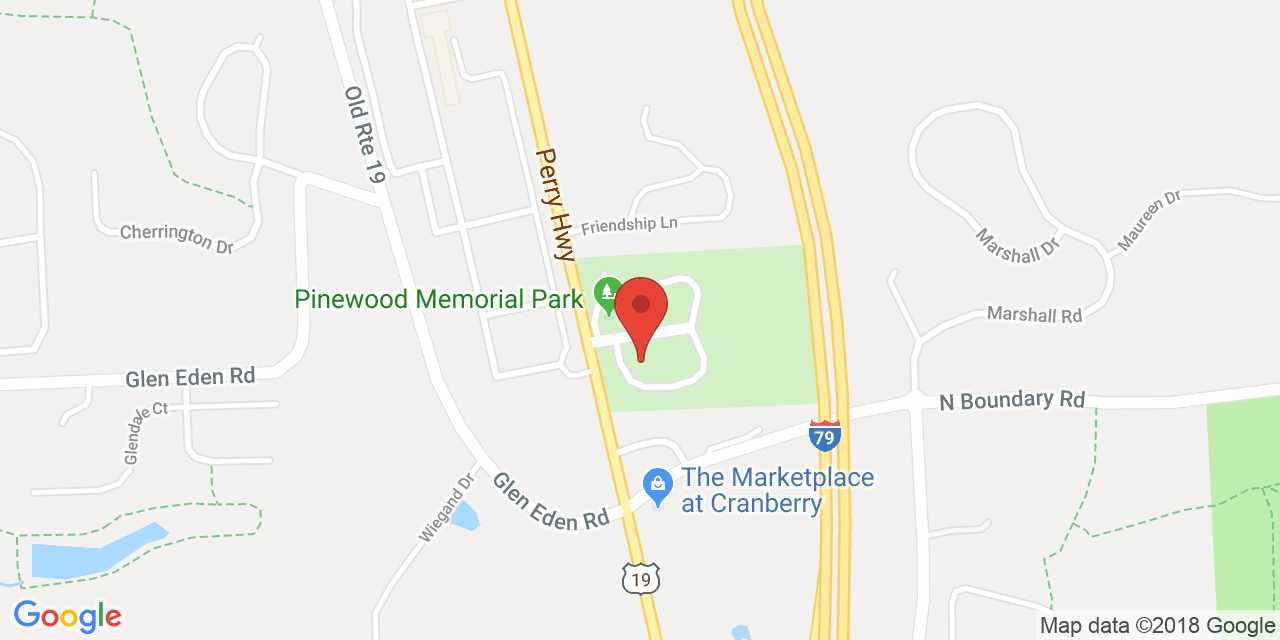 Old Rte 19
Perry Hwy
Friendship Ln
Cherrington Dr
Marshall Dr
Maureen Dr
Pinewood Memorial Park
Marshall Rd
Glen Eden Rd
N Boundary Rd
Glendale Ct
79
The Marketplace
at Cranberry
Wiegand Dr
Glen Eden Rd
19
Google
Map data ©2018 Google